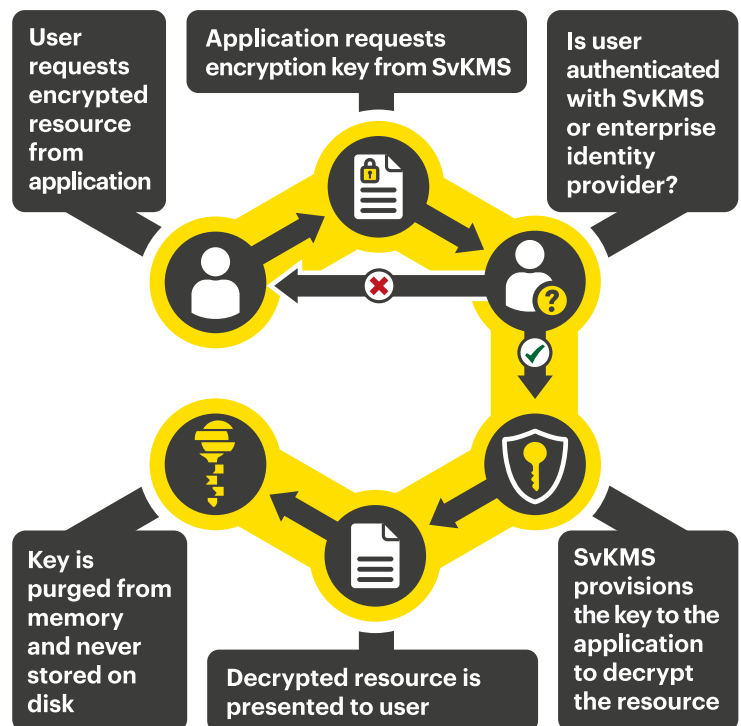 User
requests
encrypted
resource
from
application
Application requests
encryption key from SvKMS
Is user
authenticated
with SvKMS
or enterprise
identity
provider?
?
SvKMS
provisions
the key to the
application
to decrypt
the resource
Decrypted resource is
presented to user
Key is
purged from
memory
and never
stored on
disk